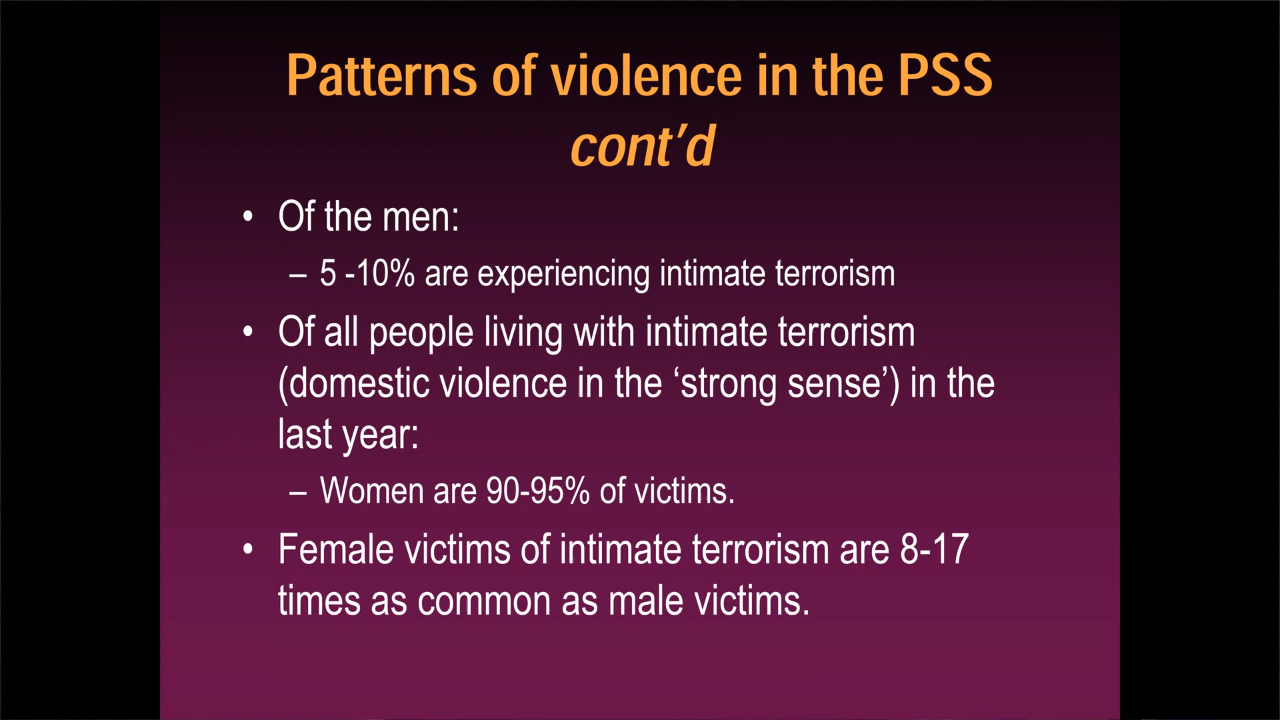 Patterns of violence in the PSS
cont’d
• Of the men:
– 5 -10% are experiencing intimate terrorism
• Of all people living with intimate terrorism
(domestic violence in the ‘strong sense’) in the
last year:
– Women are 90-95% of victims.
• Female victims of intimate terrorism are 8-17
times as common as male victims.